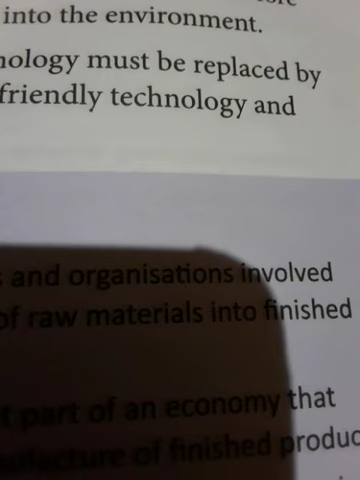 into the environment.
nology must be replaced by
friendly technology and
and organisations involved
of raw materials into finished
part of an economy that
of finished produc